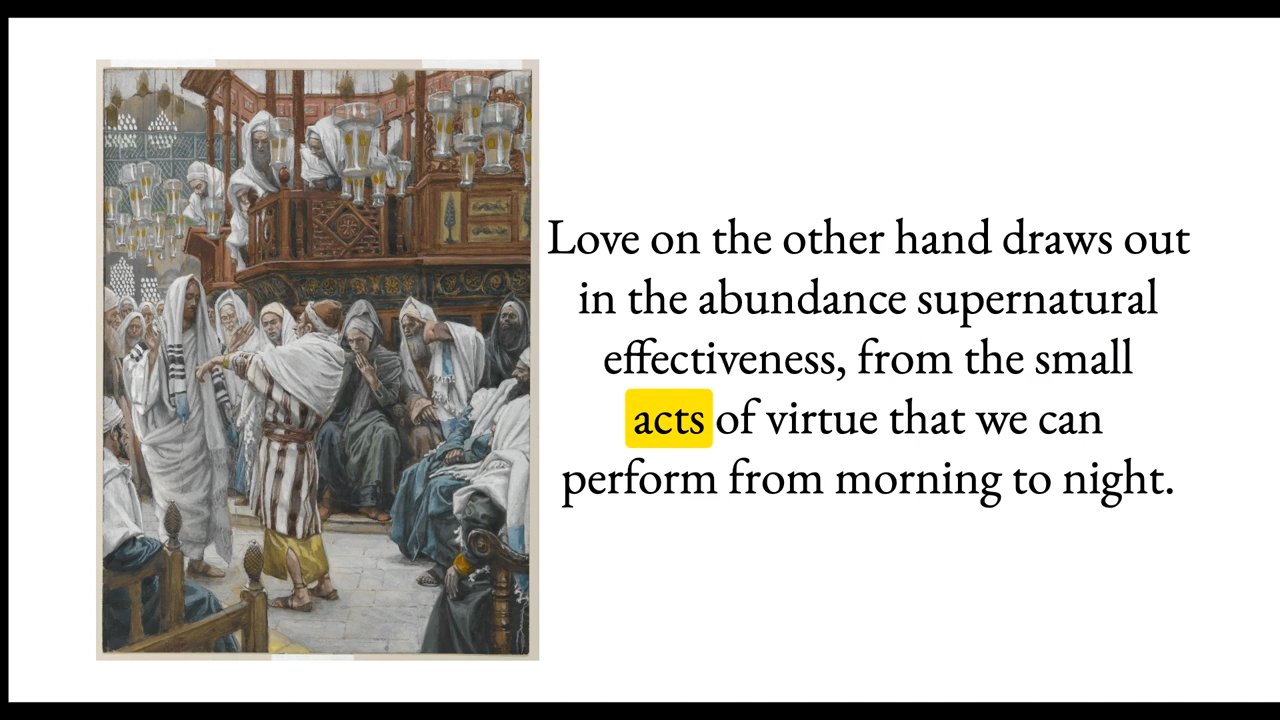 Love on the other hand draws out
in the abundance supernatural
effectiveness, from the small
acts of virtue that we can
perform from morning to night.